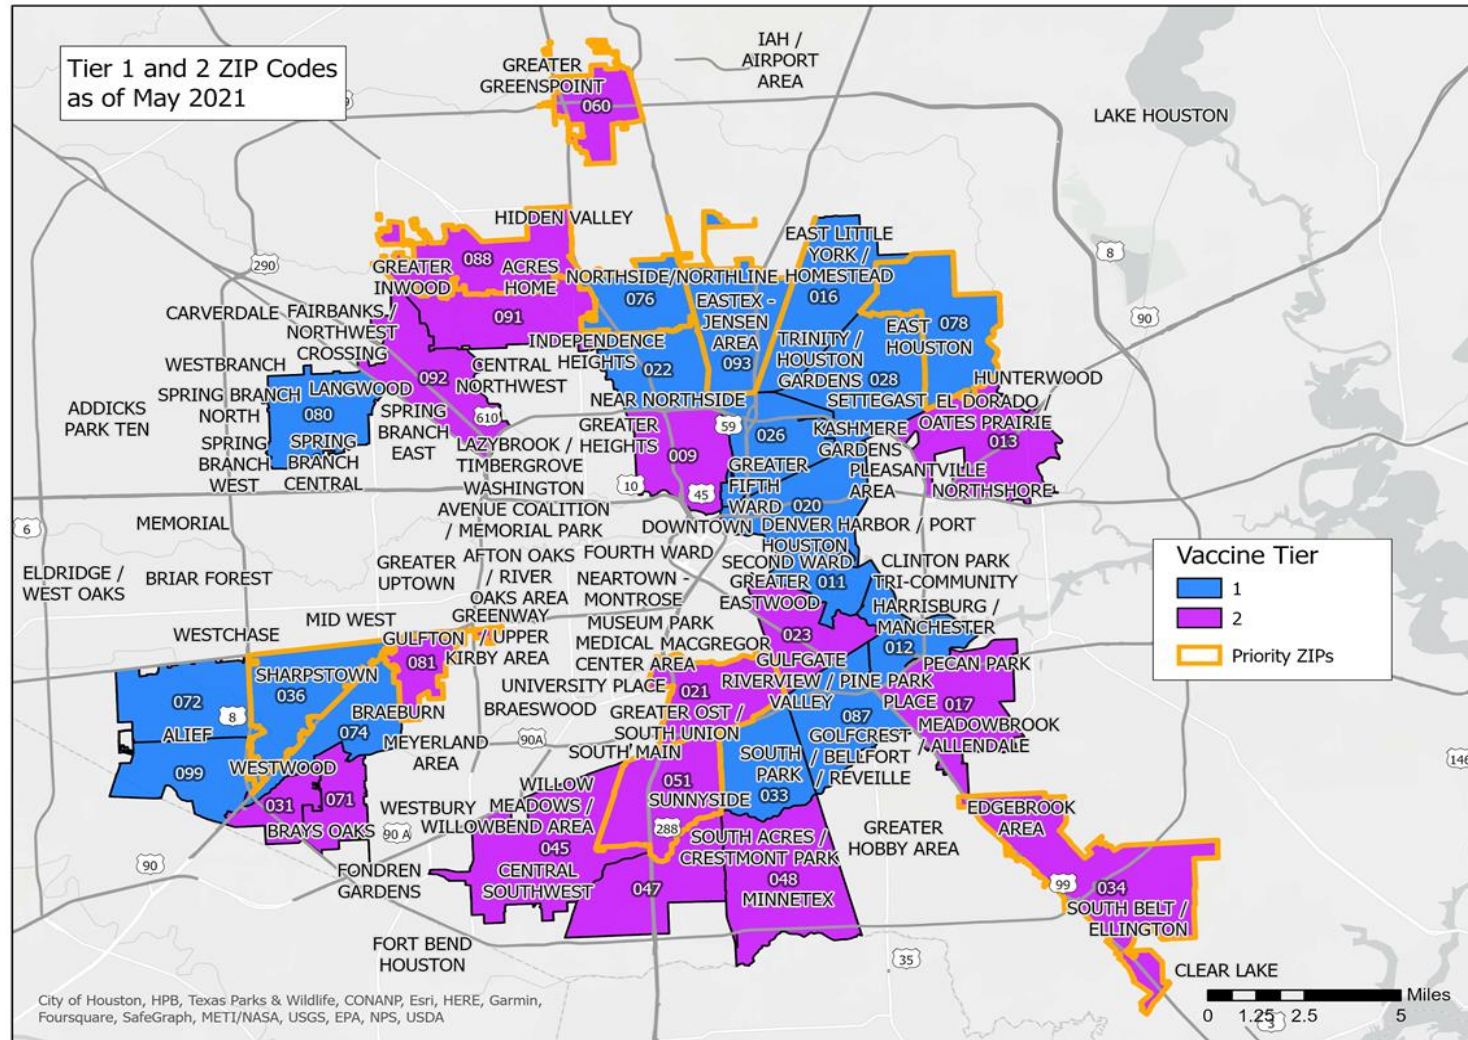 Tier 1 and 2 ZIP Codes
as of May 2021
IAH /
AIRPORT
AREA
GREATER
GREENSPOINT
060
LAKE HOUSTON
HIDDEN VALLEY
EAST LITTLE
YORK /
HOMESTEAD
016
8
290
GREATER
INWOOD
088
ACRES
HOME
NORTHSIDE/NORTHLINE
076
EASTEX -
JENSEN
AREA
093
90
CARVERDALE
FAIRBANKS /
NORTHWEST
CROSSING
091
INDEPENDENCE
HEIGHTS
022
TRINITY /
HOUSTON
GARDENS
028
EAST
HOUSTON
078
WESTBRANCH
LANGWOOD
092
CENTRAL
NORTHWEST
HUNTERWOOD
SPRING BRANCH
NORTH
080
ADDICKS
PARK TEN
SPRING
BRANCH
EAST
610
NEAR NORTHSIDE
SETTEGAST
EL DORADO /
OATES PRAIRIE
013
SPRING
BRANCH
WEST
SPRING
BRANCH
CENTRAL
LAZYBROOK /
TIMBERGROVE
GREATER
HEIGHTS
009
59
026
KASHMERE
GARDENS
PLEASANTVILLE
AREA
NORTHSHORE
GREATER
FIFTH
WARD
020
WASHINGTON
AVENUE COALITION
/ MEMORIAL PARK
10
45
6
MEMORIAL
DOWNTOWN
DENVER HARBOR / PORT
HOUSTON
ELDRIDGE /
WEST OAKS
BRIAR FOREST
GREATER
UPTOWN
AFTON OAKS
/ RIVER
OAKS AREA
FOURTH WARD
SECOND WARD
011
CLINTON PARK
TRI-COMMUNITY
NEARTOWN -
MONTROSE
GREATER
EASTWOOD
023
HARRISBURG /
MANCHESTER
012
Vaccine Tier
1
2
Priority ZIPs
WESTCHASE
MID WEST
GULFTON
081
GREENWAY
/ UPPER
KIRBY AREA
MUSEUM PARK
MEDICAL
CENTER AREA
MACGREGOR
GULFGATE
RIVERVIEW / PINE
VALLEY
PECAN PARK
PARK
PLACE
017
SHARPSTOWN
036
UNIVERSITY PLACE
021
072
8
BRAEBURN
074
BRAESWOOD
GREATER OST /
SOUTH UNION
087
MEADOWBROOK
/ ALLENDALE
ALIEF
MEYERLAND
AREA
90A
SOUTH MAIN
GOLFCREST
/ BELLFORT
/ REVEILLE
146
099
WESTWOOD
SOUTH
PARK
033
051
SUNNYSIDE
031
071
BRAYS OAKS
WESTBURY
90 A
WILLOW
MEADOWS /
WILLOWBEND AREA
045
288
EDGEBROOK
AREA
SOUTH ACRES /
CRESTMONT PARK
048
MINNETEX
GREATER
HOBBY AREA
90
FONDREN
GARDENS
CENTRAL
SOUTHWEST
047
99
034
SOUTH BELT /
ELLINGTON
FORT BEND
HOUSTON
35
CLEAR LAKE
Miles
0
1.25
2.5
5
3
City of Houston, HPB, Texas Parks & Wildlife, CONANP, Esri, HERE, Garmin,
Foursquare, SafeGraph, METI/NASA, USGS, EPA, NPS, USDA